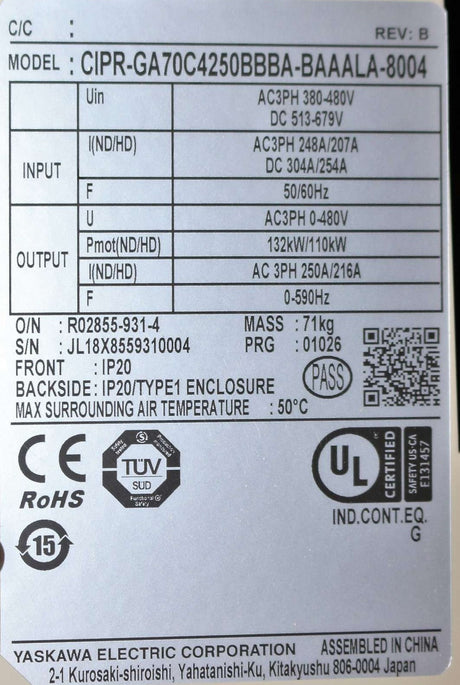 C/C :
REV: B
MODEL : CIPR-GA70C4250BBBA-BAAALA-8004
Uin AC3PH 380-480V
DC 513-679V
INPUT I(ND/HD) AC3PH 248A/207A
DC 304A/254A
F 50/60Hz
OUTPUT U AC3PH 0-480V
Pmot(ND/HD) 132kW/110kW
I(ND/HD) AC 3PH 250A/216A
F 0-590Hz
O/N : R02855-931-4 MASS : 71kg
S/N : JL18X8559310004 PRG : 01026
FRONT : IP20
PASS
BACKSIDE : IP20/TYPE1 ENCLOSURE
MAX SURROUNDING AIR TEMPERATURE : 50°C
CE
RoHS
TÜV
SUD
Functional
Safety
UL
CERTIFIED
SAFETY US-CA
E131457
IND.CONT.EQ.
G
15
YASKAWA ELECTRIC CORPORATION ASSEMBLED IN CHINA
2-1 Kurosaki-shiroishi, Yahatanishi-Ku, Kitakyushu 806-0004 Japan